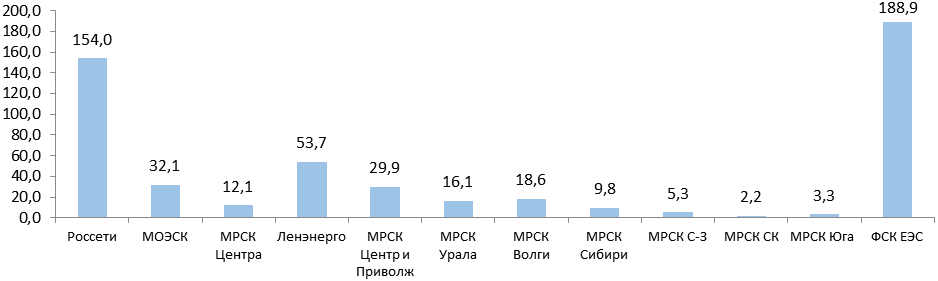 200,0
180,0
160,0
140,0
120,0
100,0
80,0
60,0
40,0
20,0
0,0
154,0
32,1
12,1
53,7
29,9
16,1
18,6
9,8
5,3
2,2
3,3
188,9
Россети
МОЭСК
МРСК
Центра
Ленэнерго
МРСК
Центр и
Приволж
МРСК
Урала
МРСК
Волги
МРСК
Сибири
МРСК С-З
МРСК СК
МРСК Юга
ФСК ЕЭС